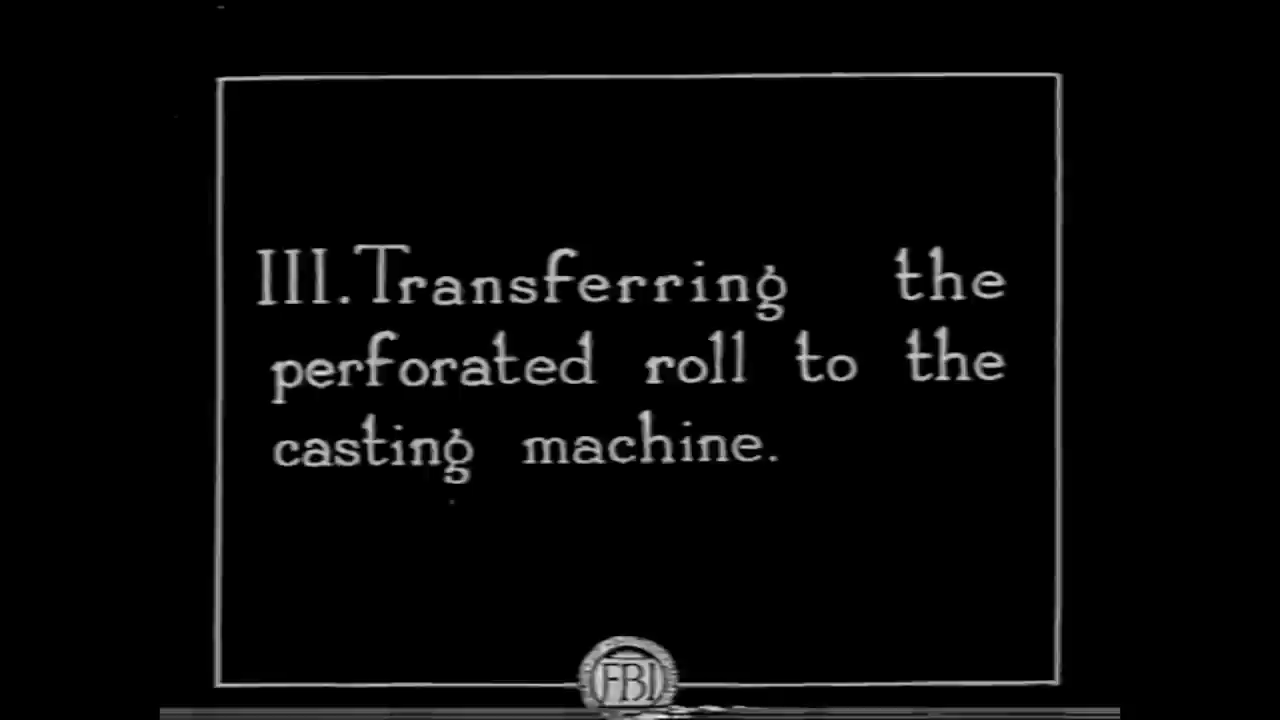 III. Transferring the
perforated roll to the
casting machine.
FBI